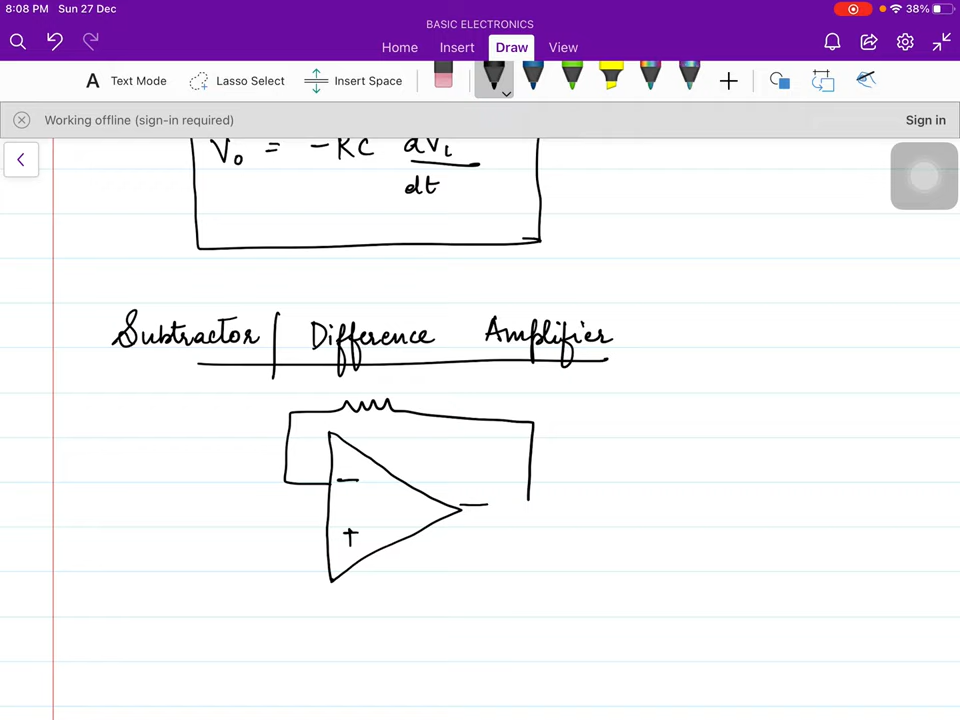 8:08 PM Sun 27 Dec
38%
BASIC ELECTRONICS
Home Insert Draw View
Text Mode Lasso Select Insert Space
Working offline (sign-in required) Sign in
V₀ = -RC dVᵢ
dt
Subtractor | Difference Amplifier
−
+